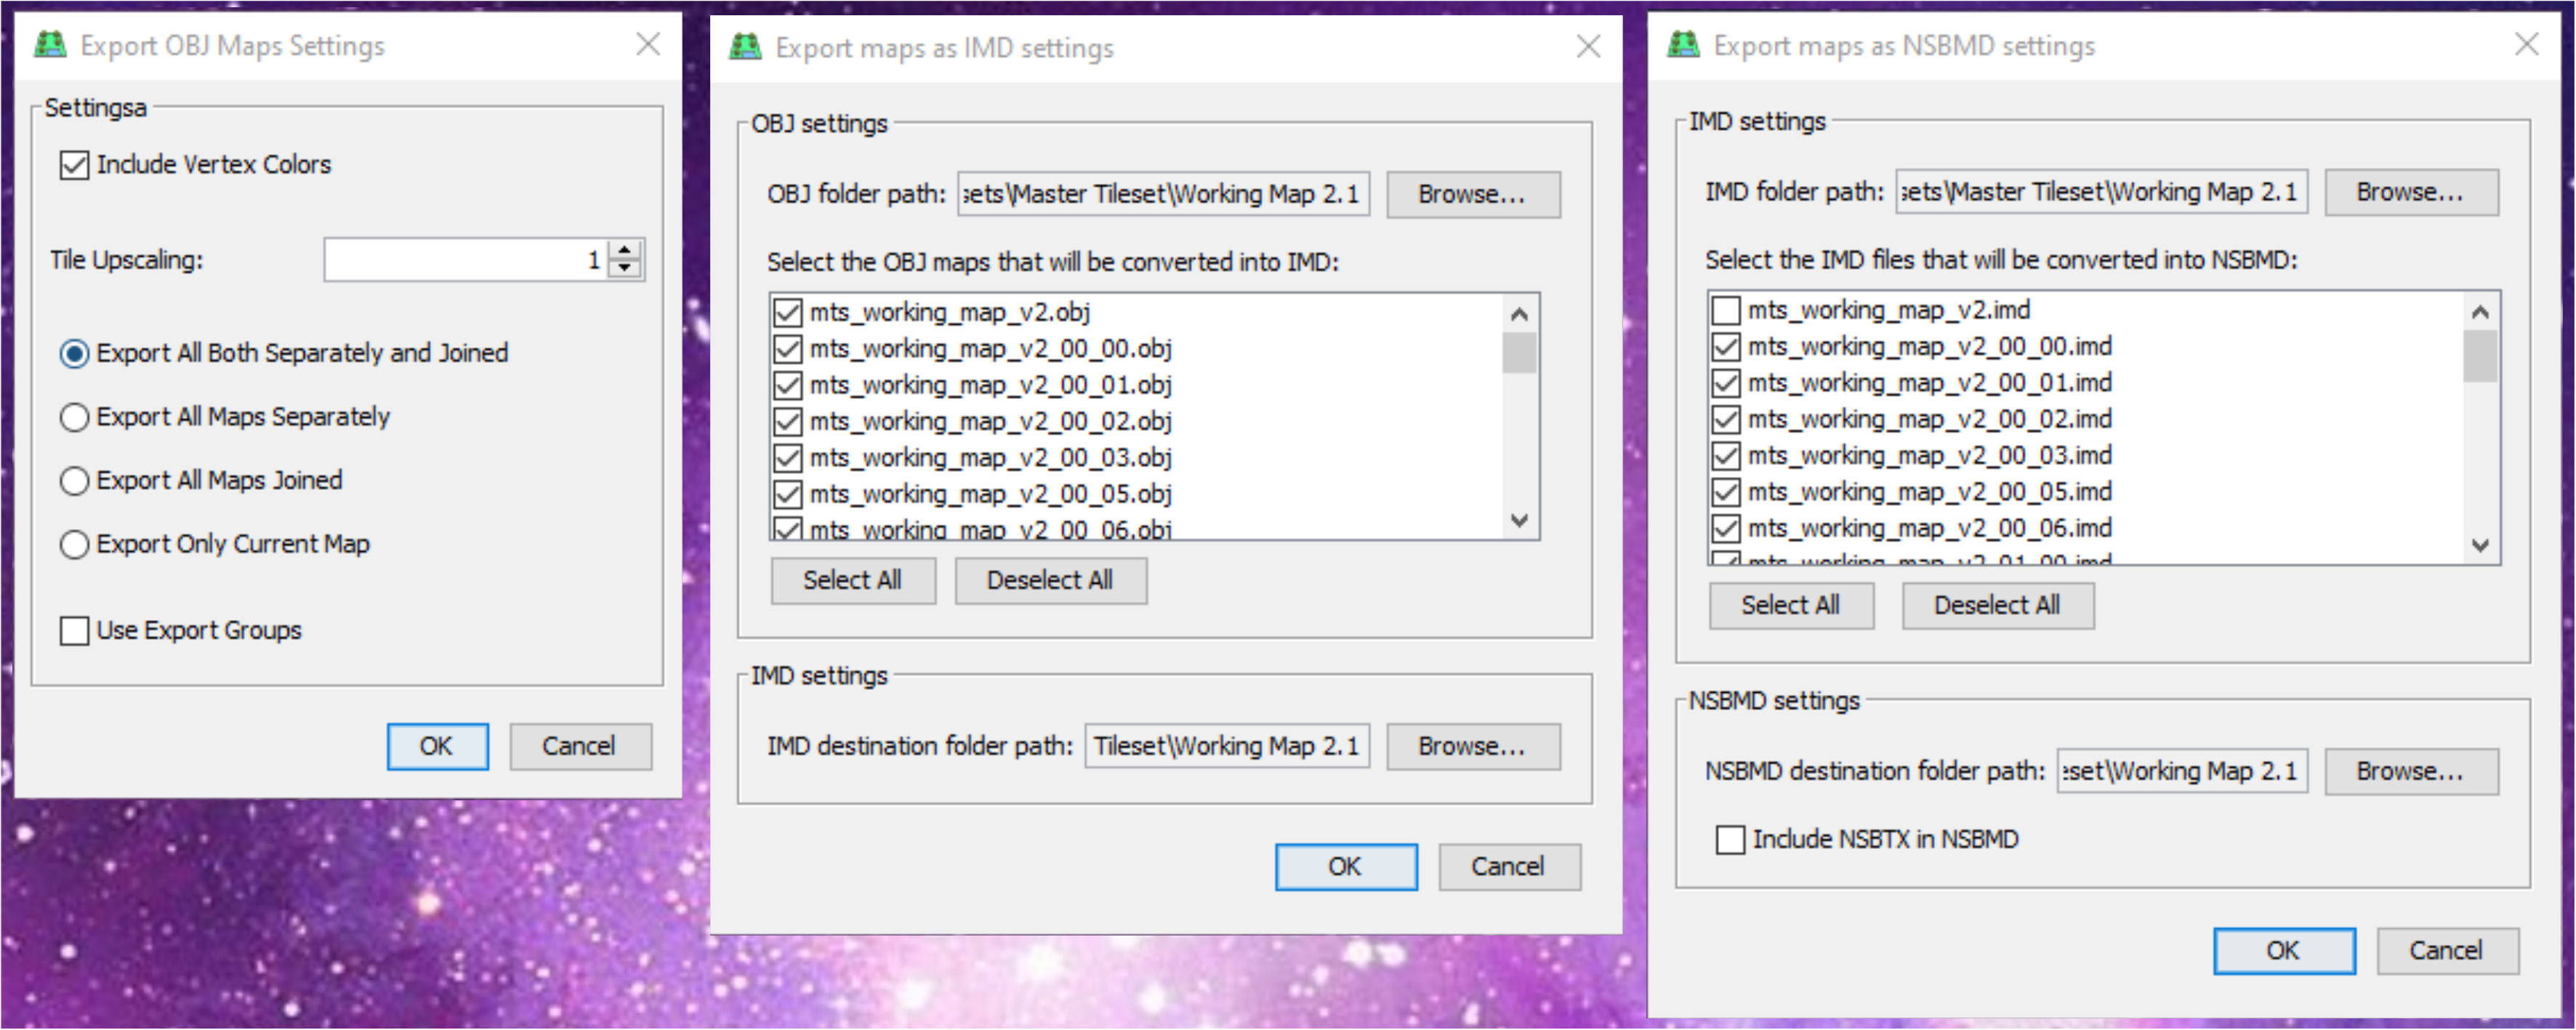 Export OBJ Maps Settings
Settingsa
Include Vertex Colors
Tile Upscaling:
1
Export All Both Separately and Joined
Export All Maps Separately
Export All Maps Joined
Export Only Current Map
Use Export Groups
OK
Cancel
Export maps as IMD settings
OBJ settings
OBJ folder path:
sets\Master Tileset\Working Map 2.1
Browse...
Select the OBJ maps that will be converted into IMD:
mts_working_map_v2.obj
mts_working_map_v2_00_00.obj
mts_working_map_v2_00_01.obj
mts_working_map_v2_00_02.obj
mts_working_map_v2_00_03.obj
mts_working_map_v2_00_05.obj
mts_working_map_v2_00_06.obj
Select All
Deselect All
IMD settings
IMD destination folder path:
Tileset\Working Map 2.1
Browse...
OK
Cancel
Export maps as NSBMD settings
IMD settings
IMD folder path:
sets\Master Tileset\Working Map 2.1
Browse...
Select the IMD files that will be converted into NSBMD:
mts_working_map_v2.imd
mts_working_map_v2_00_00.imd
mts_working_map_v2_00_01.imd
mts_working_map_v2_00_02.imd
mts_working_map_v2_00_03.imd
mts_working_map_v2_00_05.imd
mts_working_map_v2_00_06.imd
mts_working_map_v2_01_00.imd
Select All
Deselect All
NSBMD settings
NSBMD destination folder path:
eset\Working Map 2.1
Browse...
Include NSBTX in NSBMD
OK
Cancel